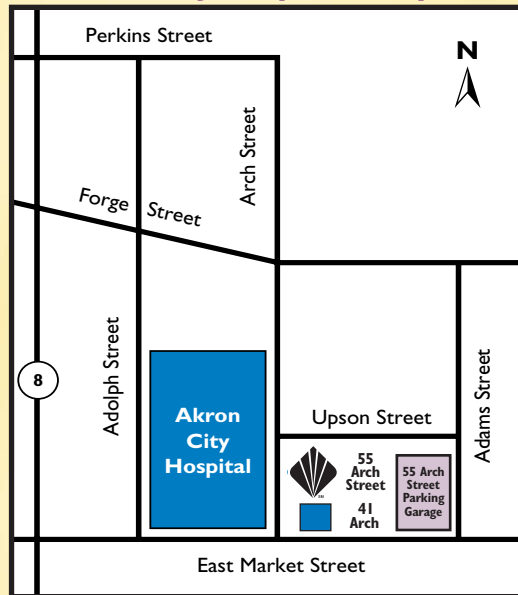 Perkins Street
N
Arch Street
Forge Street
8
Adolph Street
Akron
City
Hospital
Upson Street
Adams Street
55
Arch
Street
41
Arch
55 Arch
Street
Parking
Garage
East Market Street